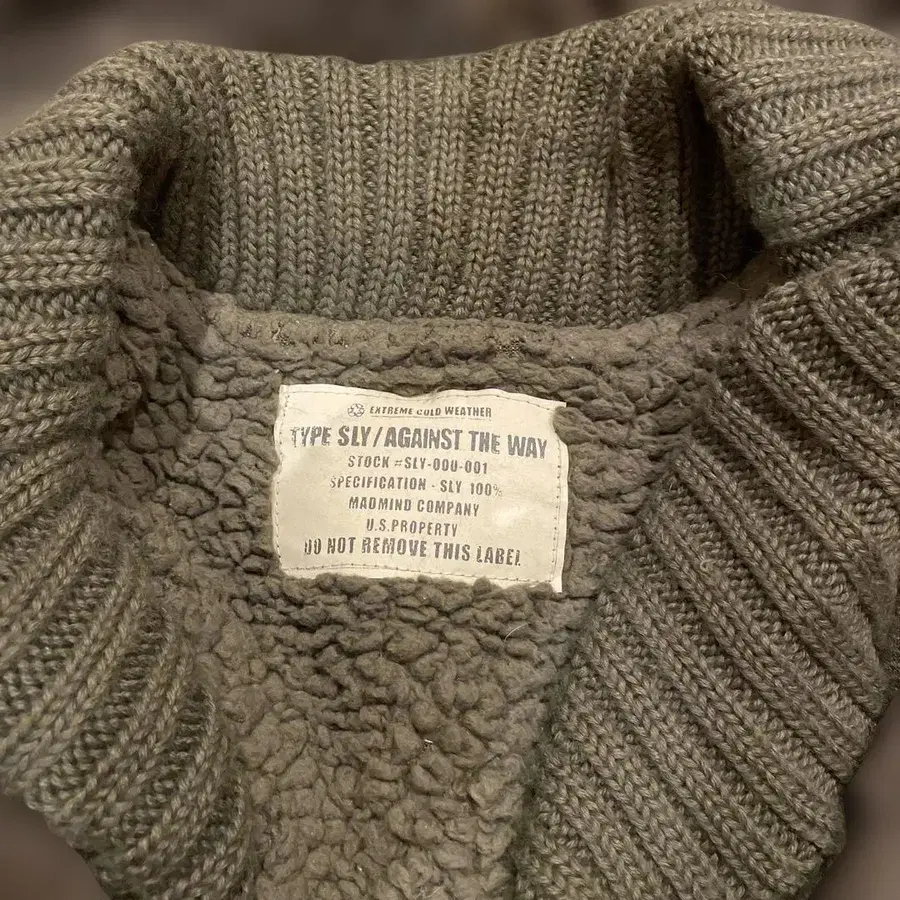 EXTREME COLD WEATHER
TYPE SLY/AGAINST THE WAY
STOCK #SLY-000-001
SPECIFICATION - SLY 100%
MADMIND COMPANY
U.S.PROPERTY
DO NOT REMOVE THIS LABEL